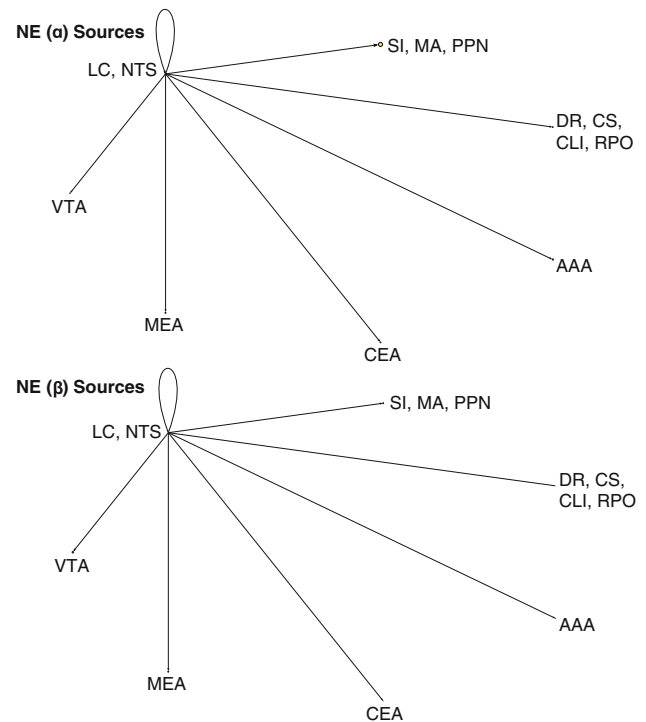 NE (α) Sources
LC, NTS
SI, MA, PPN
DR, CS,
CLI, RPO
VTA
AAA
MEA
CEA
NE (β) Sources
LC, NTS
SI, MA, PPN
DR, CS,
CLI, RPO
VTA
AAA
MEA
CEA